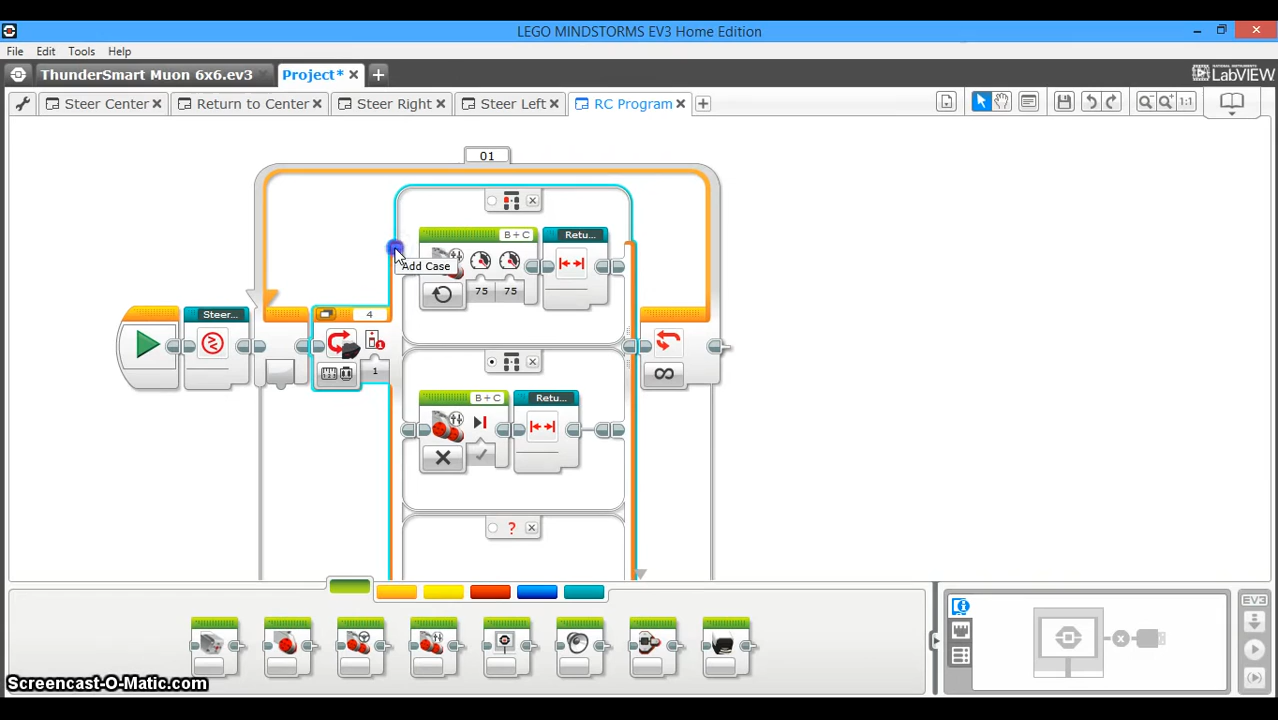 LEGO MINDSTORMS EV3 Home Edition
File Edit Tools Help
ThunderSmart Muon 6x6.ev3 Project*
LabVIEW
Steer Center Return to Center Steer Right Steer Left RC Program
1:1
01
B + C Retu...
Add Case
75 75
Steer... 4
1
B + C Retu...
?
EV3
Screencast-O-Matic.com